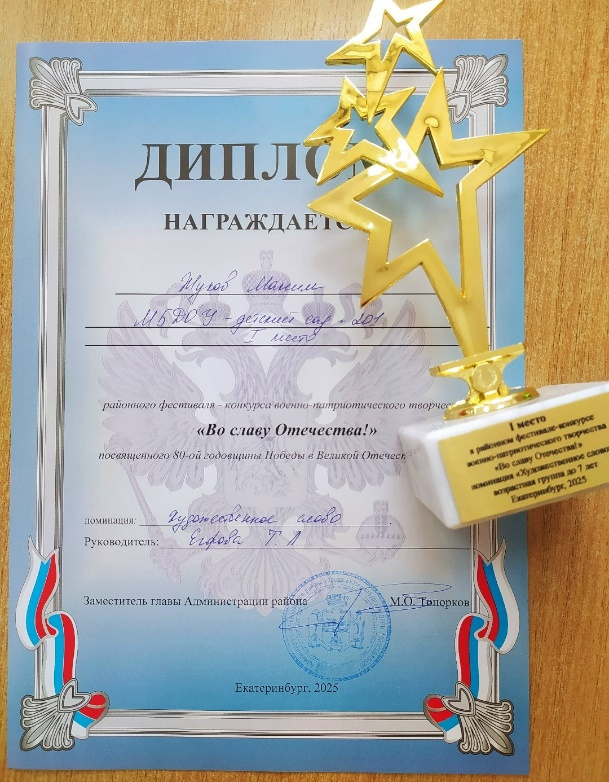 ДИПЛО
НАГРАЖДАЕТС
Жугов Максим
МБДОУ - детский сад № 201
I место
районного фестиваля - конкурса военно-патриотического творчес
«Во славу Отечества!»
посвященного 80-ой годовщины Победы в Великой Отечес
номинация: Художественное слово
Руководитель: Т Л
Заместитель главы Администрации района М.О. Топорков
Екатеринбург, 2025
I место
в районном фестивале-конкурсе
военно-патриотического творчества
«Во славу Отечества!»
номинация «Художественное слово»
возрастная группа до 7 лет
Екатеринбург, 2025